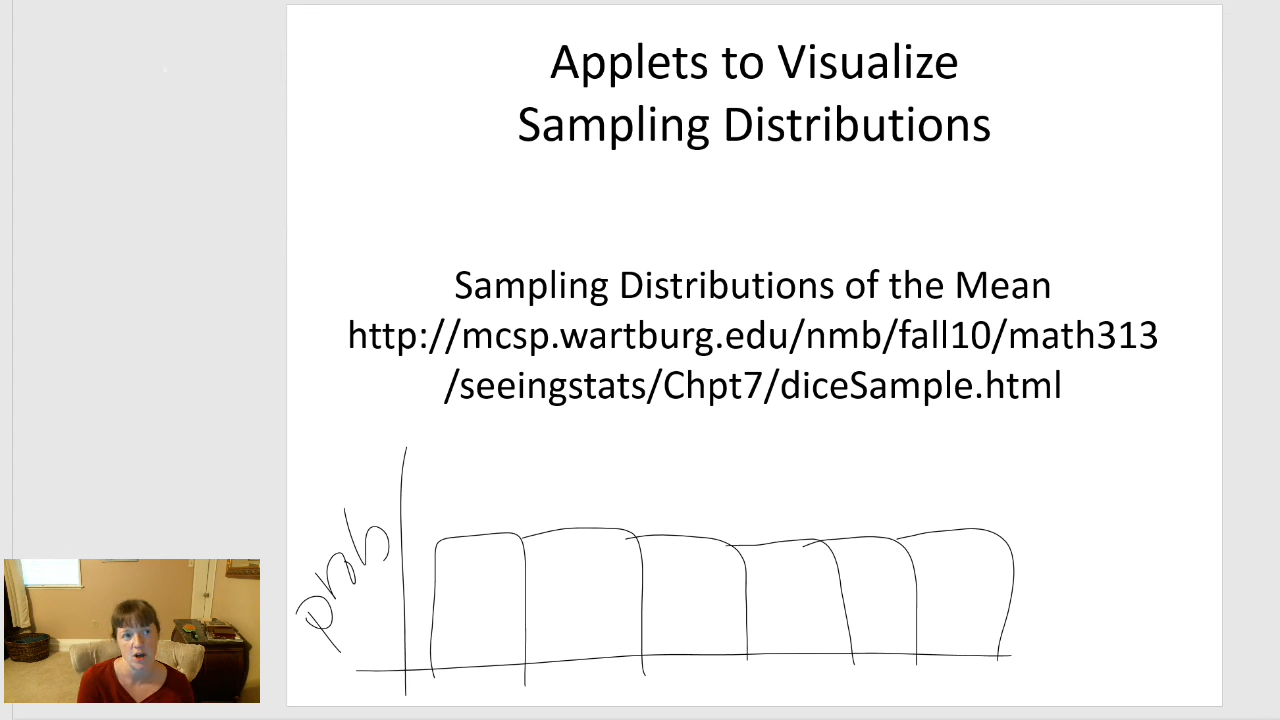 Applets to Visualize
Sampling Distributions
Sampling Distributions of the Mean
http://mcsp.wartburg.edu/nmb/fall10/math313
/seeingstats/Chpt7/diceSample.html
prob